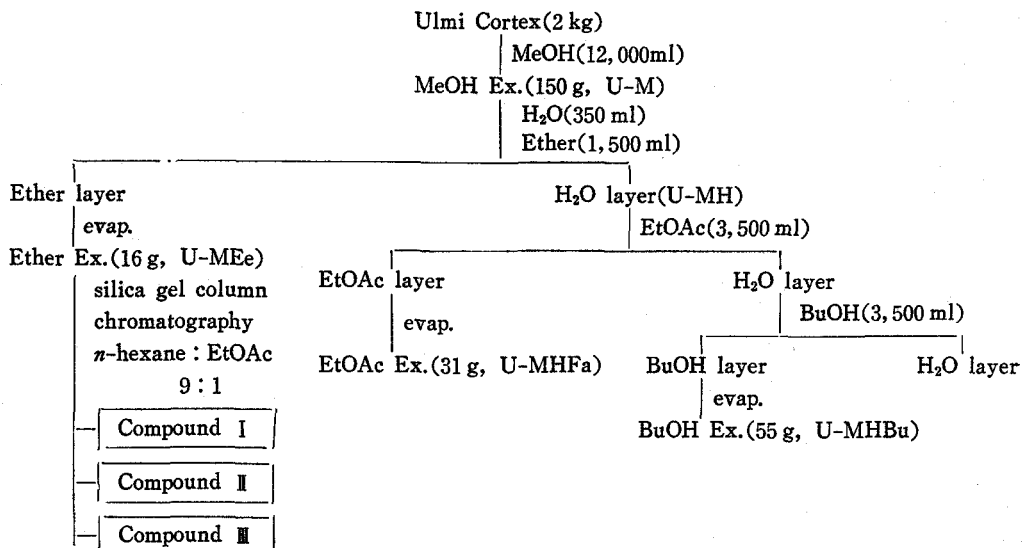 Ulmi Cortex(2 kg)
MeOH(12,000ml)
MeOH Ex.(150 g, U-M)
H₂O(350 ml)
Ether(1,500 ml)
Ether layer
evap.
Ether Ex.(16 g, U-MEe)
silica gel column
chromatography
n-hexane : EtOAc
9 : 1
Compound Ⅰ
Compound Ⅱ
Compound Ⅲ
H₂O layer(U-MH)
EtOAc(3,500 ml)
EtOAc layer
evap.
EtOAc Ex.(31 g, U-MHFa)
H₂O layer
BuOH(3,500 ml)
BuOH layer
evap.
BuOH Ex.(55 g, U-MHBu)
H₂O layer